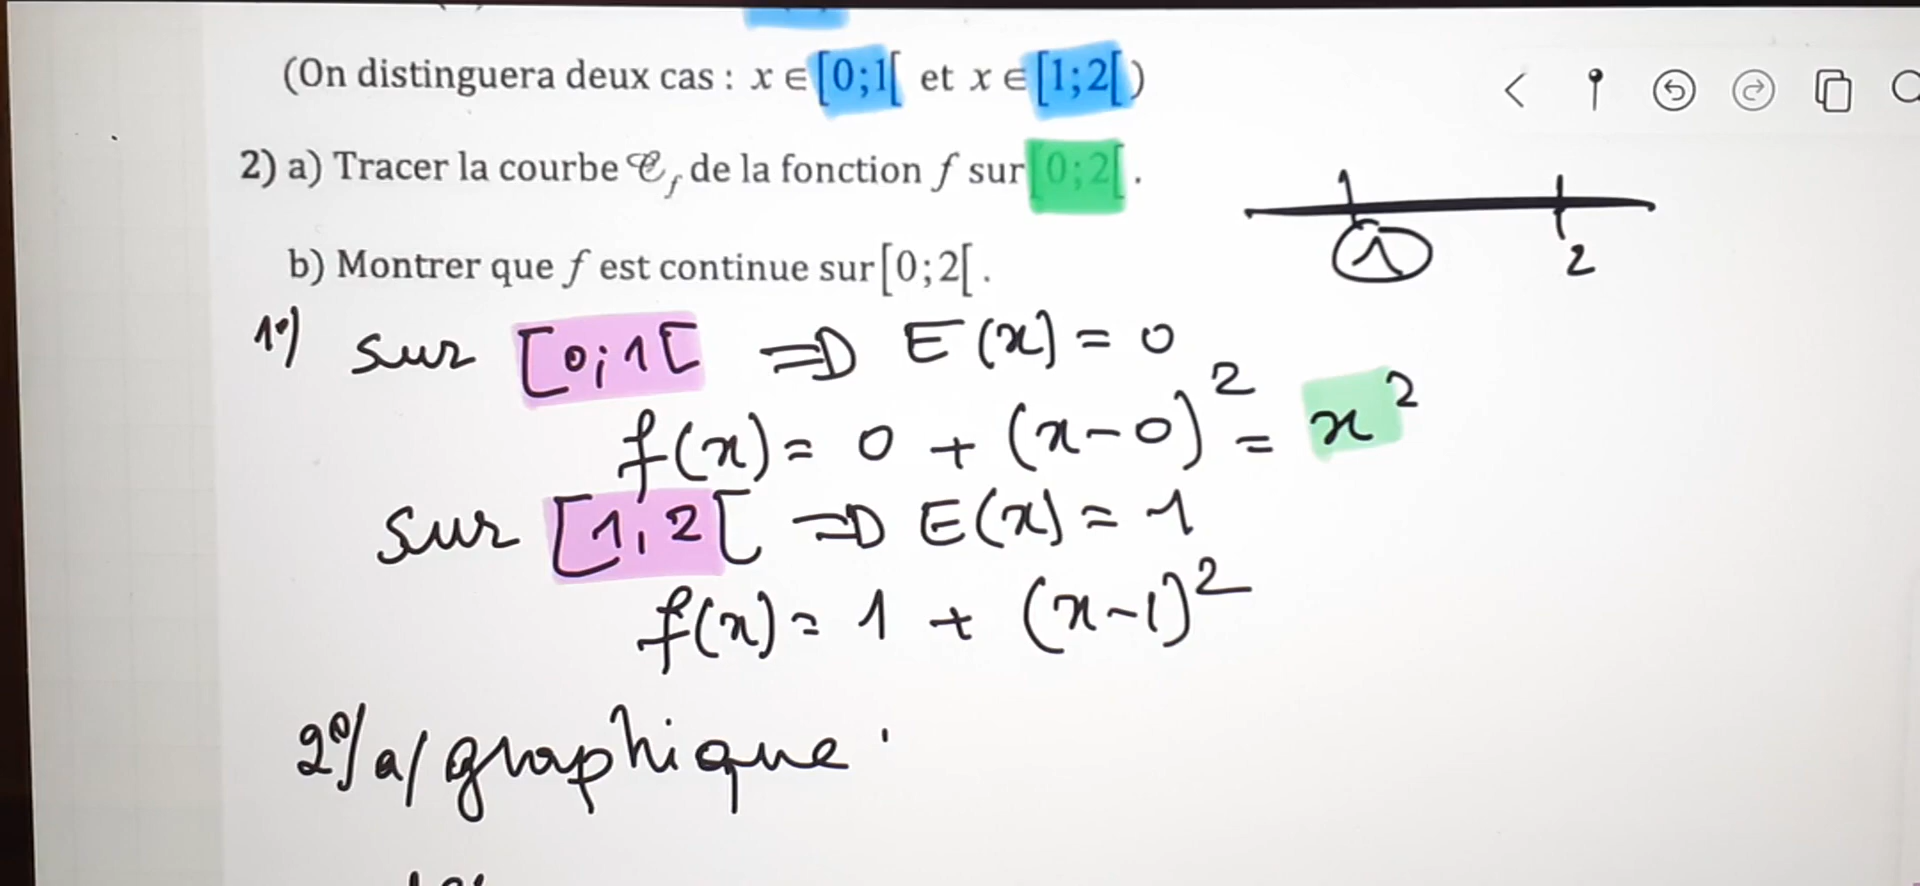 (On distinguera deux cas : x ∈ [0;1[ et x ∈ [1;2[)
2) a) Tracer la courbe 𝒞f de la fonction f sur [0;2[ .
1 2
b) Montrer que f est continue sur [0;2[ .
1°) sur [0;1[ ⇒ E(x) = 0
f(x) = 0 + (x-0)² = x²
sur [1,2[ ⇒ E(x) = 1
f(x) = 1 + (x-1)²
2°/ a/ graphique :